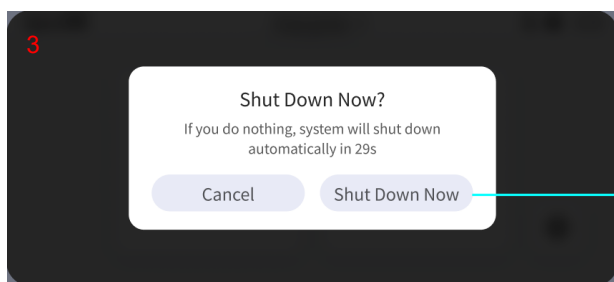 3
Shut Down Now?
If you do nothing, system will shut down
automatically in 29s
Cancel
Shut Down Now